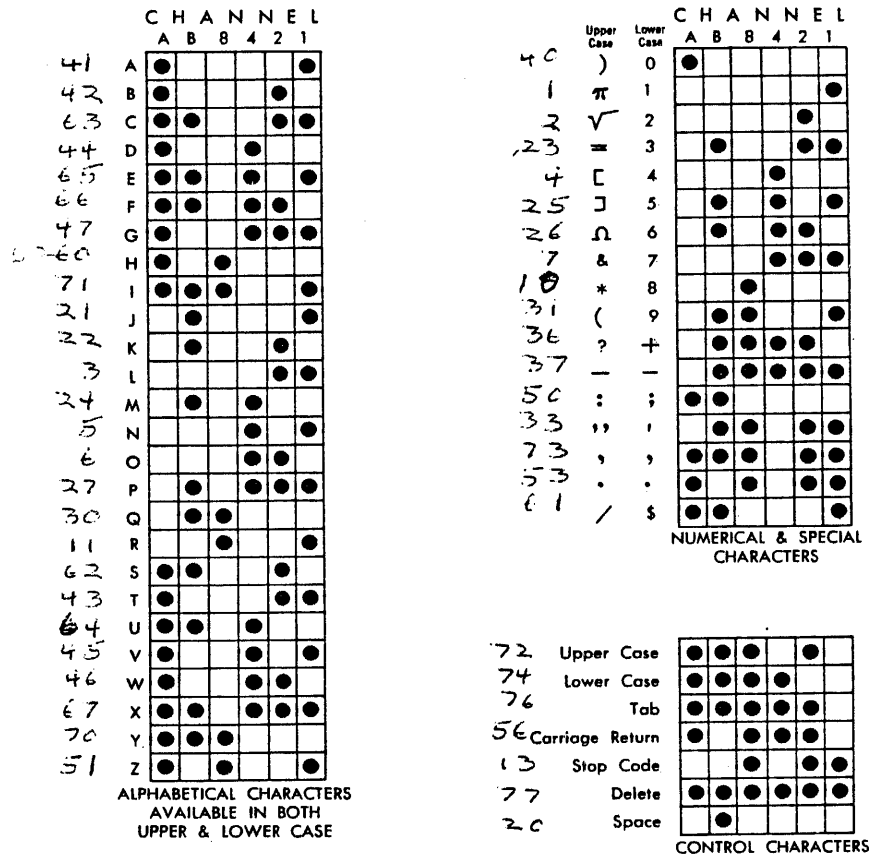 C H A N N E L
A B 8 4 2 1
41 A
42 B
63 C
44 D
65 E
66 F
47 G
60 H
71 I
21 J
22 K
3 L
24 M
5 N
6 O
27 P
30 Q
11 R
62 S
43 T
64 U
45 V
46 W
67 X
70 Y
51 Z
ALPHABETICAL CHARACTERS
AVAILABLE IN BOTH
UPPER & LOWER CASE
C H A N N E L
Upper Case Lower Case A B 8 4 2 1
40 ) 0
1 π 1
2 √ 2
23 = 3
4 [ 4
25 ] 5
26 Ω 6
7 & 7
10 * 8
31 ( 9
36 ? +
37 — —
50 : ;
33 ,, '
73 , ,
53 . .
61 / $
NUMERICAL & SPECIAL
CHARACTERS
72 Upper Case
74 Lower Case
76 Tab
56 Carriage Return
13 Stop Code
77 Delete
20 Space
CONTROL CHARACTERS